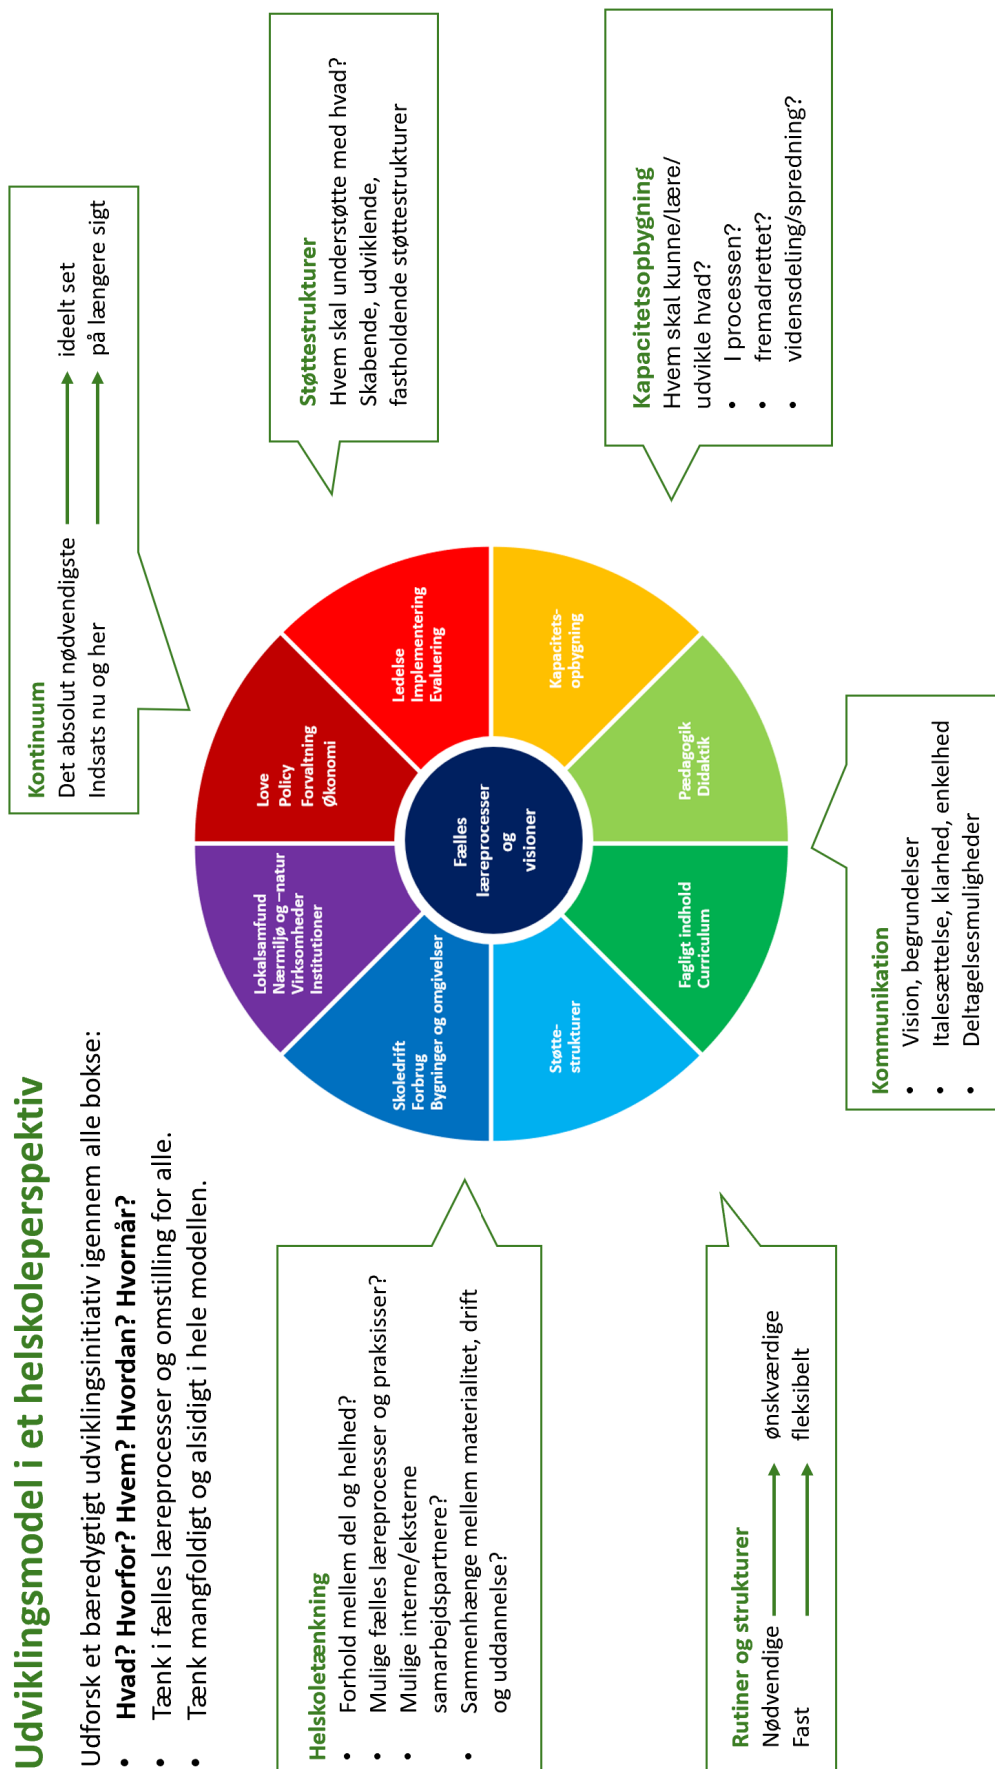 Udviklingsmodel i et helskoleperspektiv
Udforsk et bæredygtigt udviklingsinitiativ igennem alle bokse:
• Hvad? Hvorfor? Hvem? Hvordan? Hvornår?
• Tænk i fælles læreprocesser og omstilling for alle.
• Tænk mangfoldigt og alsidigt i hele modellen.
Kontinuum
Det absolut nødvendigste → ideelt set
Indsats nu og her → på længere sigt
Helskoletænkning
• Forhold mellem del og helhed?
• Mulige fælles læreprocesser og praksisser?
• Mulige interne/eksterne
samarbejdspartnere?
• Sammenhænge mellem materialitet, drift
og uddannelse?
Støttestrukturer
Hvem skal understøtte med hvad?
Skabende, udviklende,
fastholdende støttestrukturer
Lokalsamfund
Nærmiljø og –natur
Virksomheder
Institutioner
Love
Policy
Forvaltning
Økonomi
Skoledrift
Forbrug
Bygninger og omgivelser
Ledelse
Implementering
Evaluering
Fælles
læreprocesser
og
visioner
Støtte-
strukturer
Kapacitets-
opbygning
Fagligt indhold
Curriculum
Pædagogik
Didaktik
Kapacitetsopbygning
Hvem skal kunne/lære/
udvikle hvad?
• I processen?
• fremadrettet?
• vidensdeling/spredning?
Rutiner og strukturer
Nødvendige → ønskværdige
Fast → fleksibelt
Kommunikation
• Vision, begrundelser
• Italesættelse, klarhed, enkelhed
• Deltagelsesmuligheder